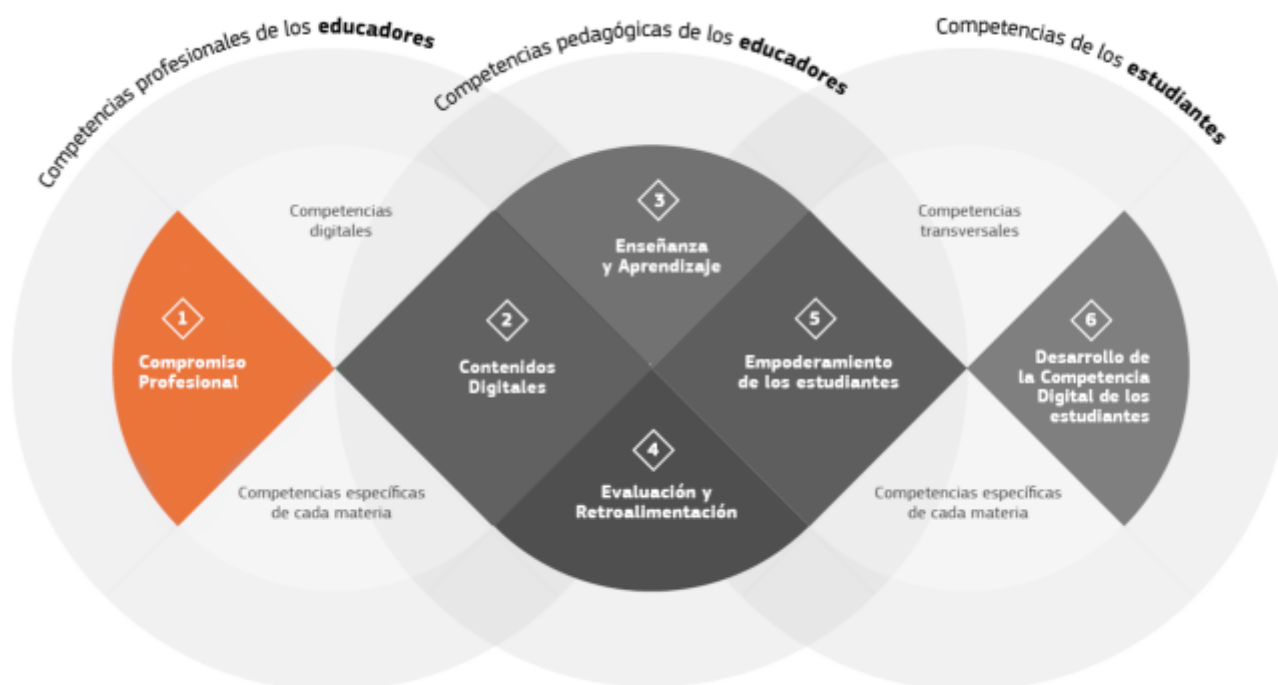 Competencias profesionales de los educadores
Competencias pedagógicas de los educadores
Competencias de los estudiantes
Competencias
digitales
3
Enseñanza
y Aprendizaje
Competencias
transversales
1
Compromiso
Profesional
2
Contenidos
Digitales
5
Empoderamiento
de los estudiantes
6
Desarrollo de
la Competencia
Digital de los
estudiantes
Competencias específicas
de cada materia
4
Evaluación y
Retroalimentación
Competencias específicas
de cada materia